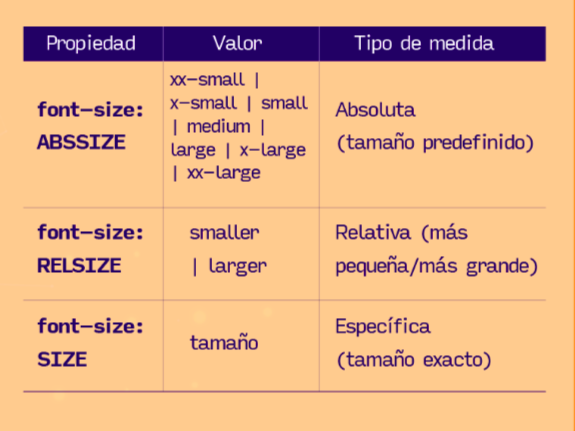 Propiedad Valor Tipo de medida
font-size: ABSSIZE
xx-small |
x-small | small
| medium |
large | x-large
| xx-large
Absoluta
(tamaño predefinido)
font-size:
RELSIZE
smaller
| larger
Relativa (más
pequeña/más grande)
font-size:
SIZE
tamaño
Específica
(tamaño exacto)